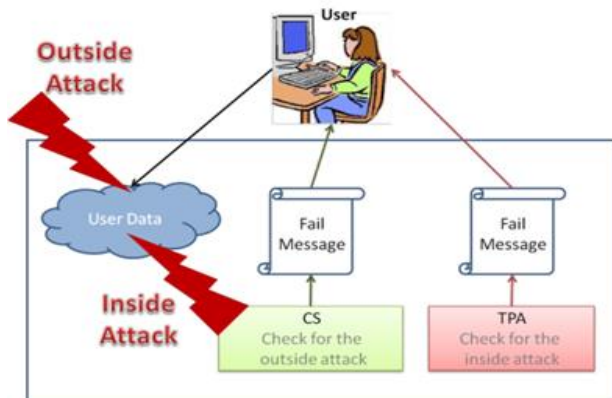 User
Outside
Attack
User Data
Fail
Message
Fail
Message
Inside
Attack
CS
Check for the
outside attack
TPA
Check for the
inside attack